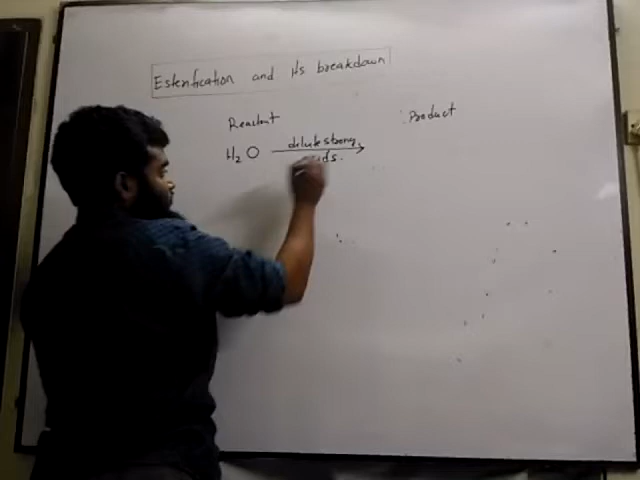 Esterification and its breakdown
Reactant
Product
H₂O
dilute strong